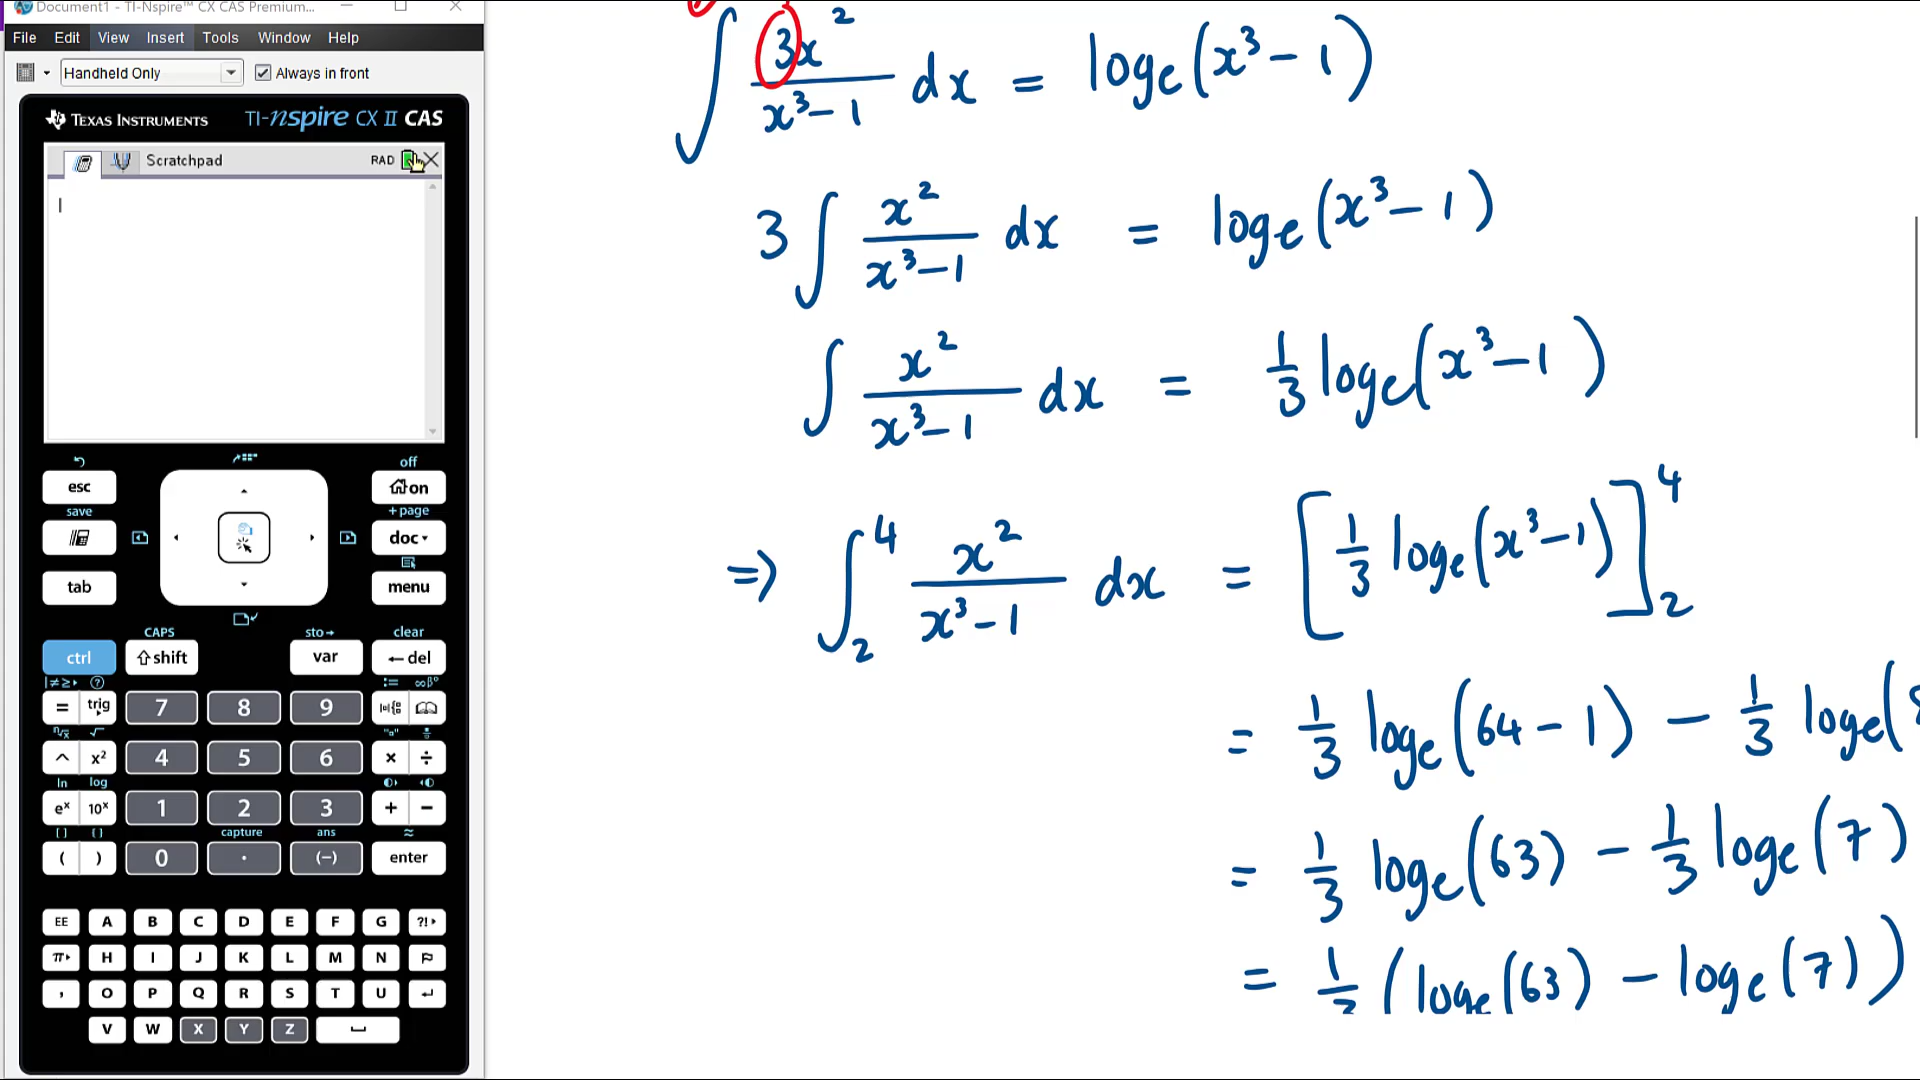 Document1 - TI-Nspire™ CX CAS Premium...
File Edit View Insert Tools Window Help
Handheld Only Always in front
TEXAS INSTRUMENTS TI-nspire CX II CAS
Scratchpad RAD
off
esc on
save + page
doc
tab menu
CAPS sto→ clear
ctrl ⇧shift var ←del
|≠≥▸ ? := ∞β°
= trig 7 8 9
ⁿ√x √ "□"
^ x² 4 5 6 × ÷
ln log
eˣ 10ˣ 1 2 3 + −
[ ] { } capture ans ≈
( ) 0 . (−) enter
EE A B C D E F G ?!▸
π▸ H I J K L M N
, O P Q R S T U ↵
V W X Y Z
∫ 3x²/(x³−1) dx = logₑ(x³−1)
3∫ x²/(x³−1) dx = logₑ(x³−1)
∫ x²/(x³−1) dx = 1/3 logₑ(x³−1)
⇒ ∫₂⁴ x²/(x³−1) dx = [1/3 logₑ(x³−1)]₂⁴
= 1/3 logₑ(64−1) − 1/3 logₑ(
= 1/3 logₑ(63) − 1/3 logₑ(7)
= 1/3 (logₑ(63) − logₑ(7))